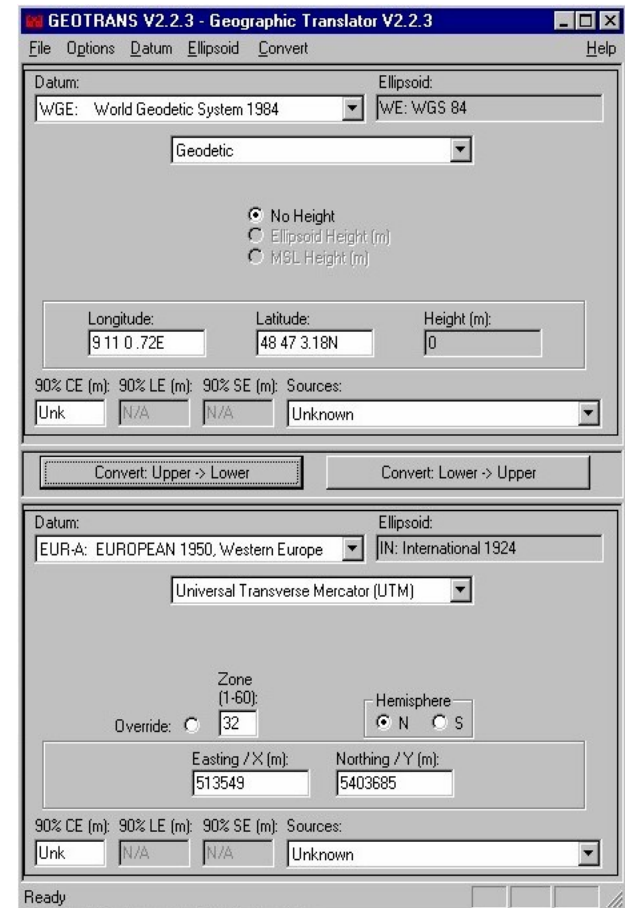 GEOTRANS V2.2.3 - Geographic Translator V2.2.3
File Options Datum Ellipsoid Convert Help
Datum: Ellipsoid:
WGE: World Geodetic System 1984 WE: WGS 84
Geodetic
No Height
Ellipsoid Height (m)
MSL Height (m)
Longitude: Latitude: Height (m):
9 11 0 .72E 48 47 3.18N 0
90% CE (m): 90% LE (m): 90% SE (m): Sources:
Unk N/A N/A Unknown
Convert: Upper -> Lower Convert: Lower -> Upper
Datum: Ellipsoid:
EUR-A: EUROPEAN 1950, Western Europe IN: International 1924
Universal Transverse Mercator (UTM)
Zone
(1-60): Hemisphere
Override: 32 N S
Easting / X (m): Northing / Y (m):
513549 5403685
90% CE (m): 90% LE (m): 90% SE (m): Sources:
Unk N/A N/A Unknown
Ready